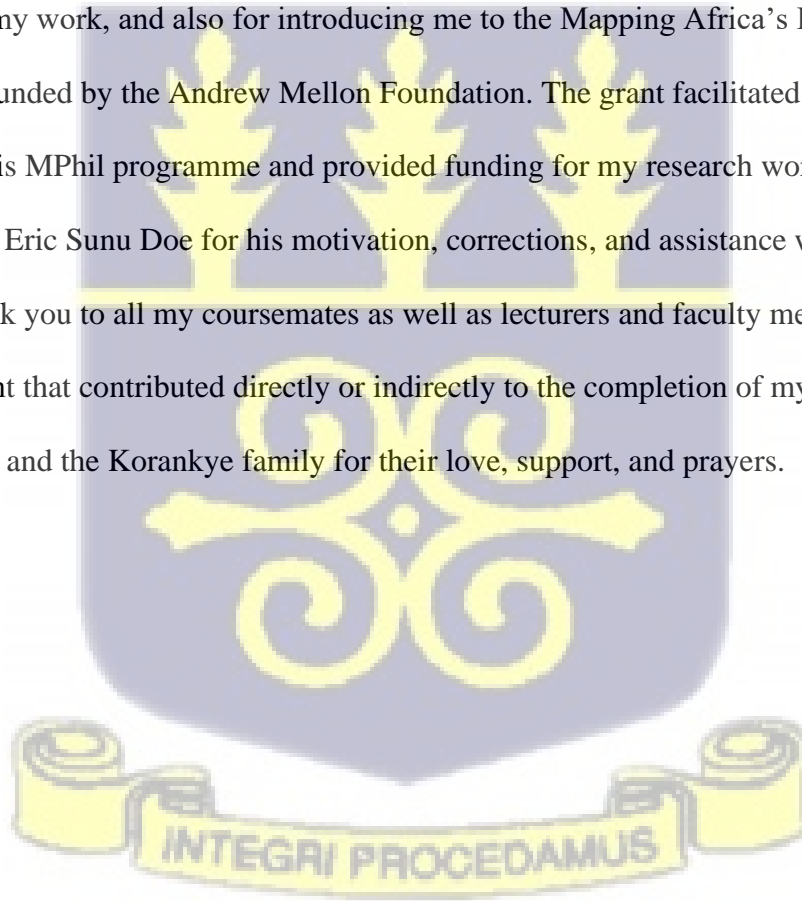 my work, and also for introducing me to the Mapping Africa's
unded by the Andrew Mellon Foundation. The grant facilitated
is MPhil programme and provided funding for my research wor
Eric Sunu Doe for his motivation, corrections, and assistance
k you to all my coursemates as well as lecturers and faculty me
nt that contributed directly or indirectly to the completion of my
and the Korankye family for their love, support, and prayers.
INTEGRI PROCEDAMUS